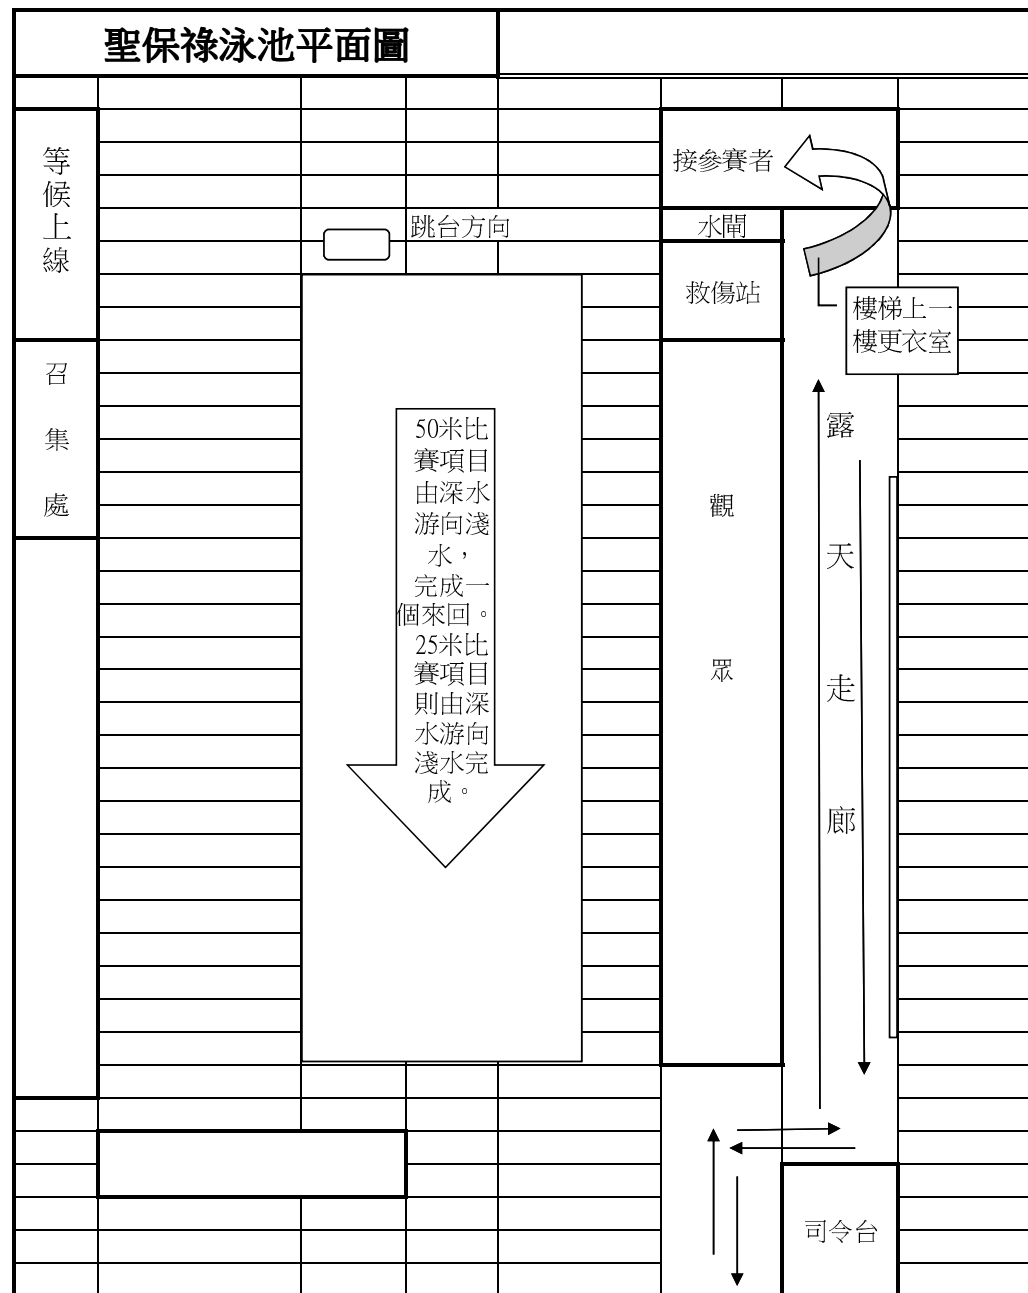 聖保祿泳池平面圖
等
候
上
線
接參賽者
跳台方向
水閘
救傷站
樓梯上一
樓更衣室
召
集
處
50米比
賽項目
由深水
游向淺
水，
完成一
個來回。
25米比
賽項目
則由深
水游向
淺水完
成。
觀
眾
露
天
走
廊
司令台